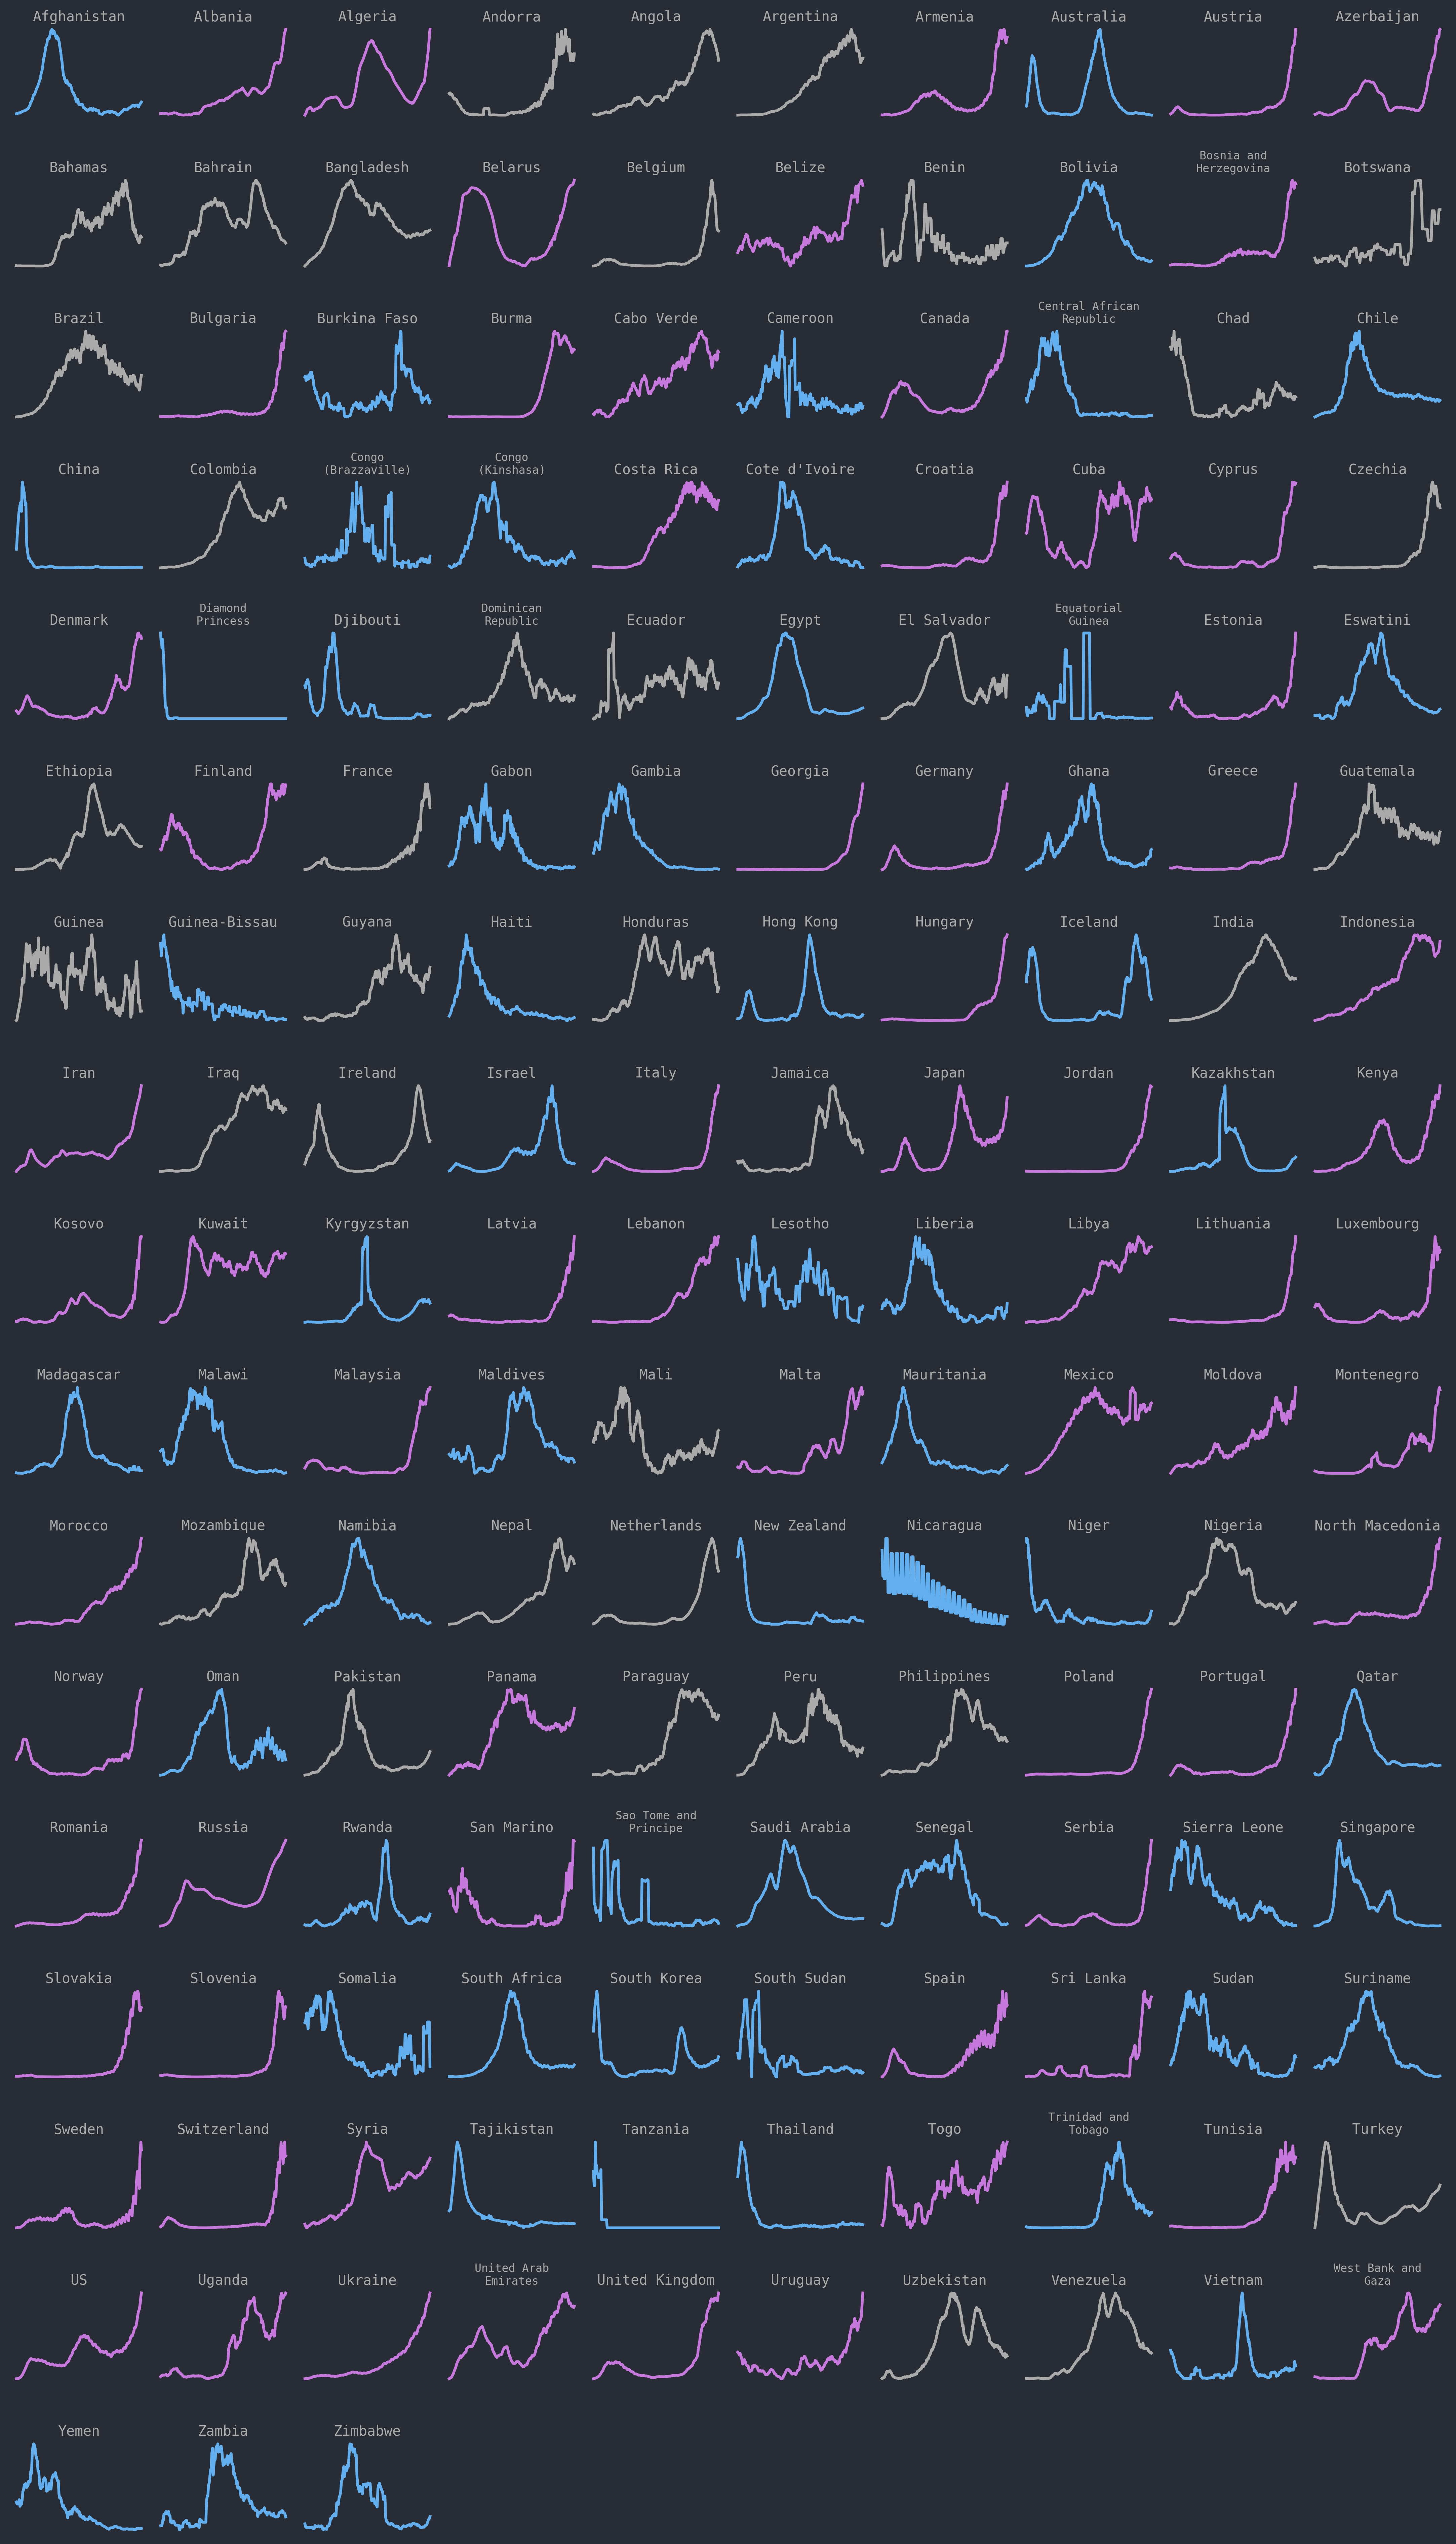 Afghanistan
Albania
Algeria
Andorra
Angola
Argentina
Armenia
Australia
Austria
Azerbaijan
Bahamas
Bahrain
Bangladesh
Belarus
Belgium
Belize
Benin
Bolivia
Bosnia and
Herzegovina
Botswana
Brazil
Bulgaria
Burkina Faso
Burma
Cabo Verde
Cameroon
Canada
Central African
Republic
Chad
Chile
China
Colombia
Congo
(Brazzaville)
Congo
(Kinshasa)
Costa Rica
Cote d'Ivoire
Croatia
Cuba
Cyprus
Czechia
Denmark
Diamond
Princess
Djibouti
Dominican
Republic
Ecuador
Egypt
El Salvador
Equatorial
Guinea
Estonia
Eswatini
Ethiopia
Finland
France
Gabon
Gambia
Georgia
Germany
Ghana
Greece
Guatemala
Guinea
Guinea-Bissau
Guyana
Haiti
Honduras
Hong Kong
Hungary
Iceland
India
Indonesia
Iran
Iraq
Ireland
Israel
Italy
Jamaica
Japan
Jordan
Kazakhstan
Kenya
Kosovo
Kuwait
Kyrgyzstan
Latvia
Lebanon
Lesotho
Liberia
Libya
Lithuania
Luxembourg
Madagascar
Malawi
Malaysia
Maldives
Mali
Malta
Mauritania
Mexico
Moldova
Montenegro
Morocco
Mozambique
Namibia
Nepal
Netherlands
New Zealand
Nicaragua
Niger
Nigeria
North Macedonia
Norway
Oman
Pakistan
Panama
Paraguay
Peru
Philippines
Poland
Portugal
Qatar
Romania
Russia
Rwanda
San Marino
Sao Tome and
Principe
Saudi Arabia
Senegal
Serbia
Sierra Leone
Singapore
Slovakia
Slovenia
Somalia
South Africa
South Korea
South Sudan
Spain
Sri Lanka
Sudan
Suriname
Sweden
Switzerland
Syria
Tajikistan
Tanzania
Thailand
Togo
Trinidad and
Tobago
Tunisia
Turkey
US
Uganda
Ukraine
United Arab
Emirates
United Kingdom
Uruguay
Uzbekistan
Venezuela
Vietnam
West Bank and
Gaza
Yemen
Zambia
Zimbabwe